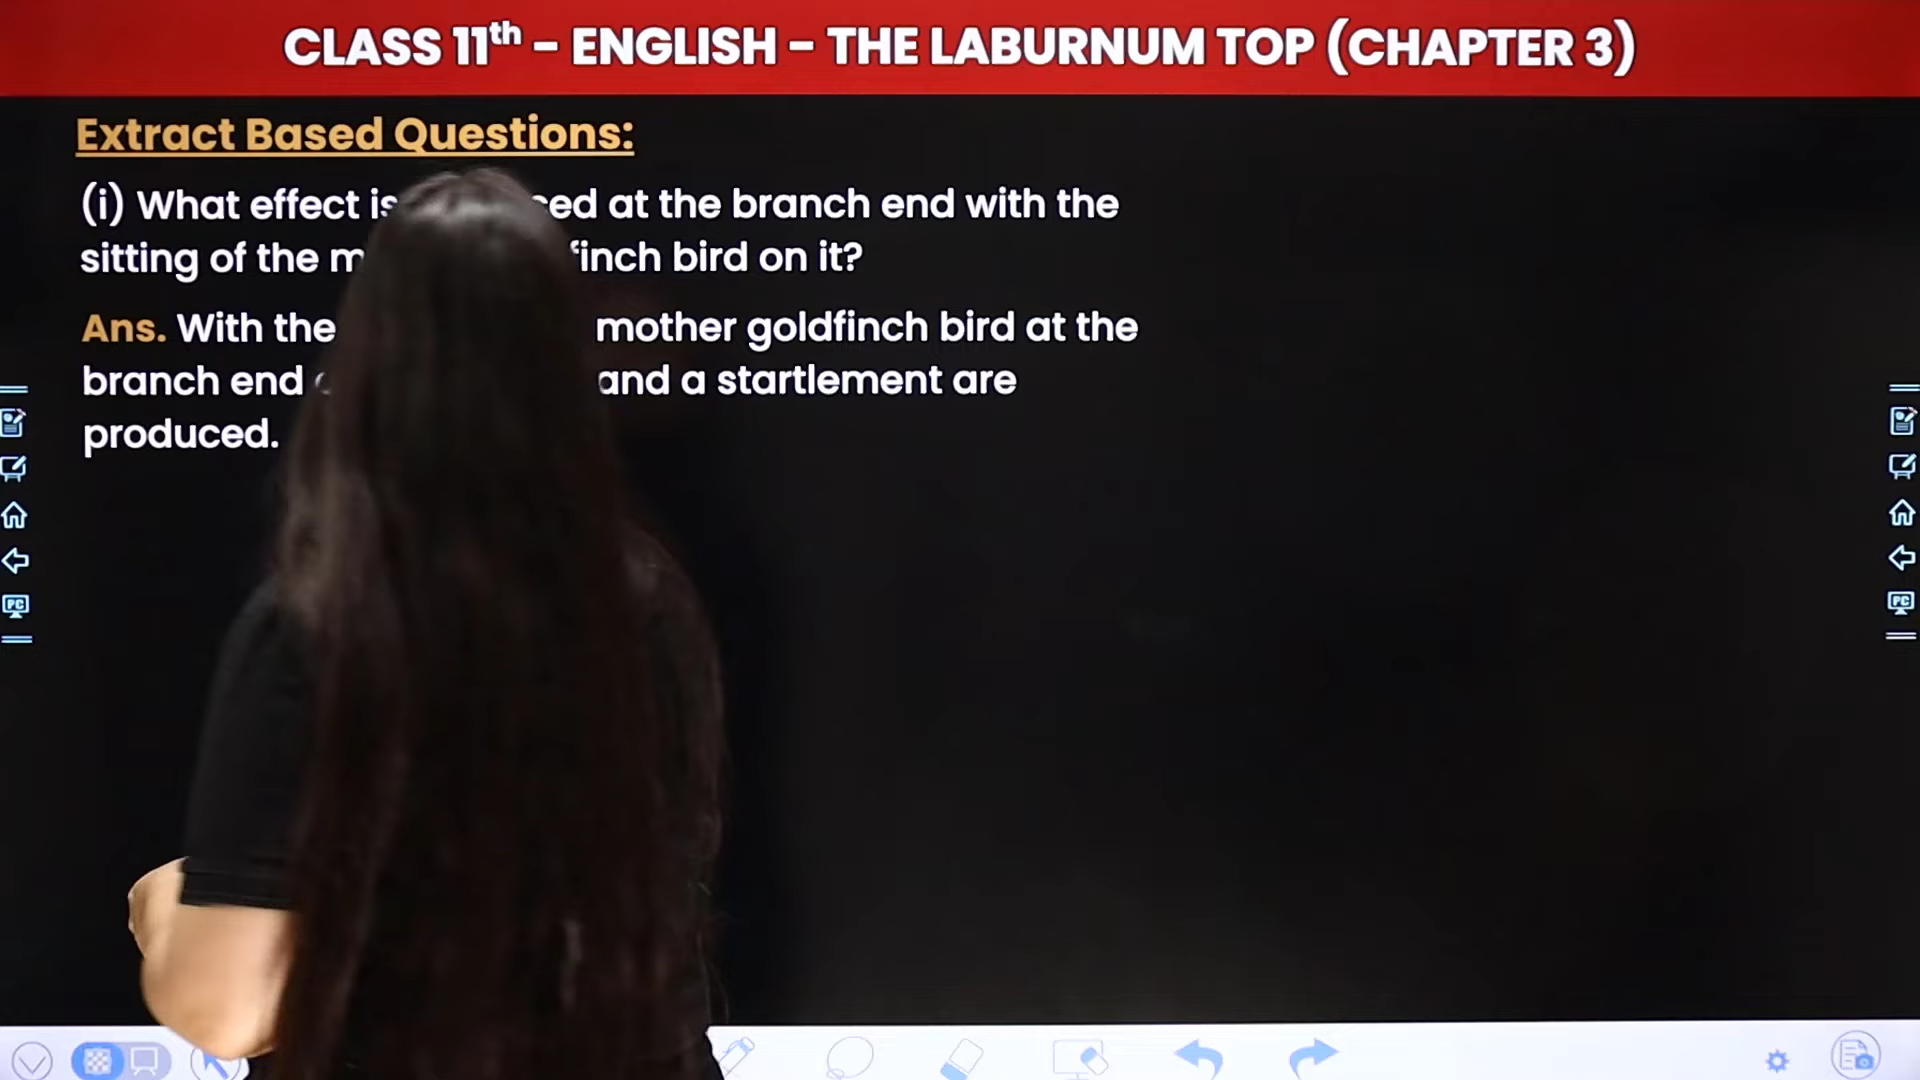 CLASS 11th – ENGLISH – THE LABURNUM TOP (CHAPTER 3)
Extract Based Questions:
(i) What effect is at the branch end with the
sitting of the bird on it?
Ans. With the mother goldfinch bird at the
branch end and a startlement are
produced.
PC
PC